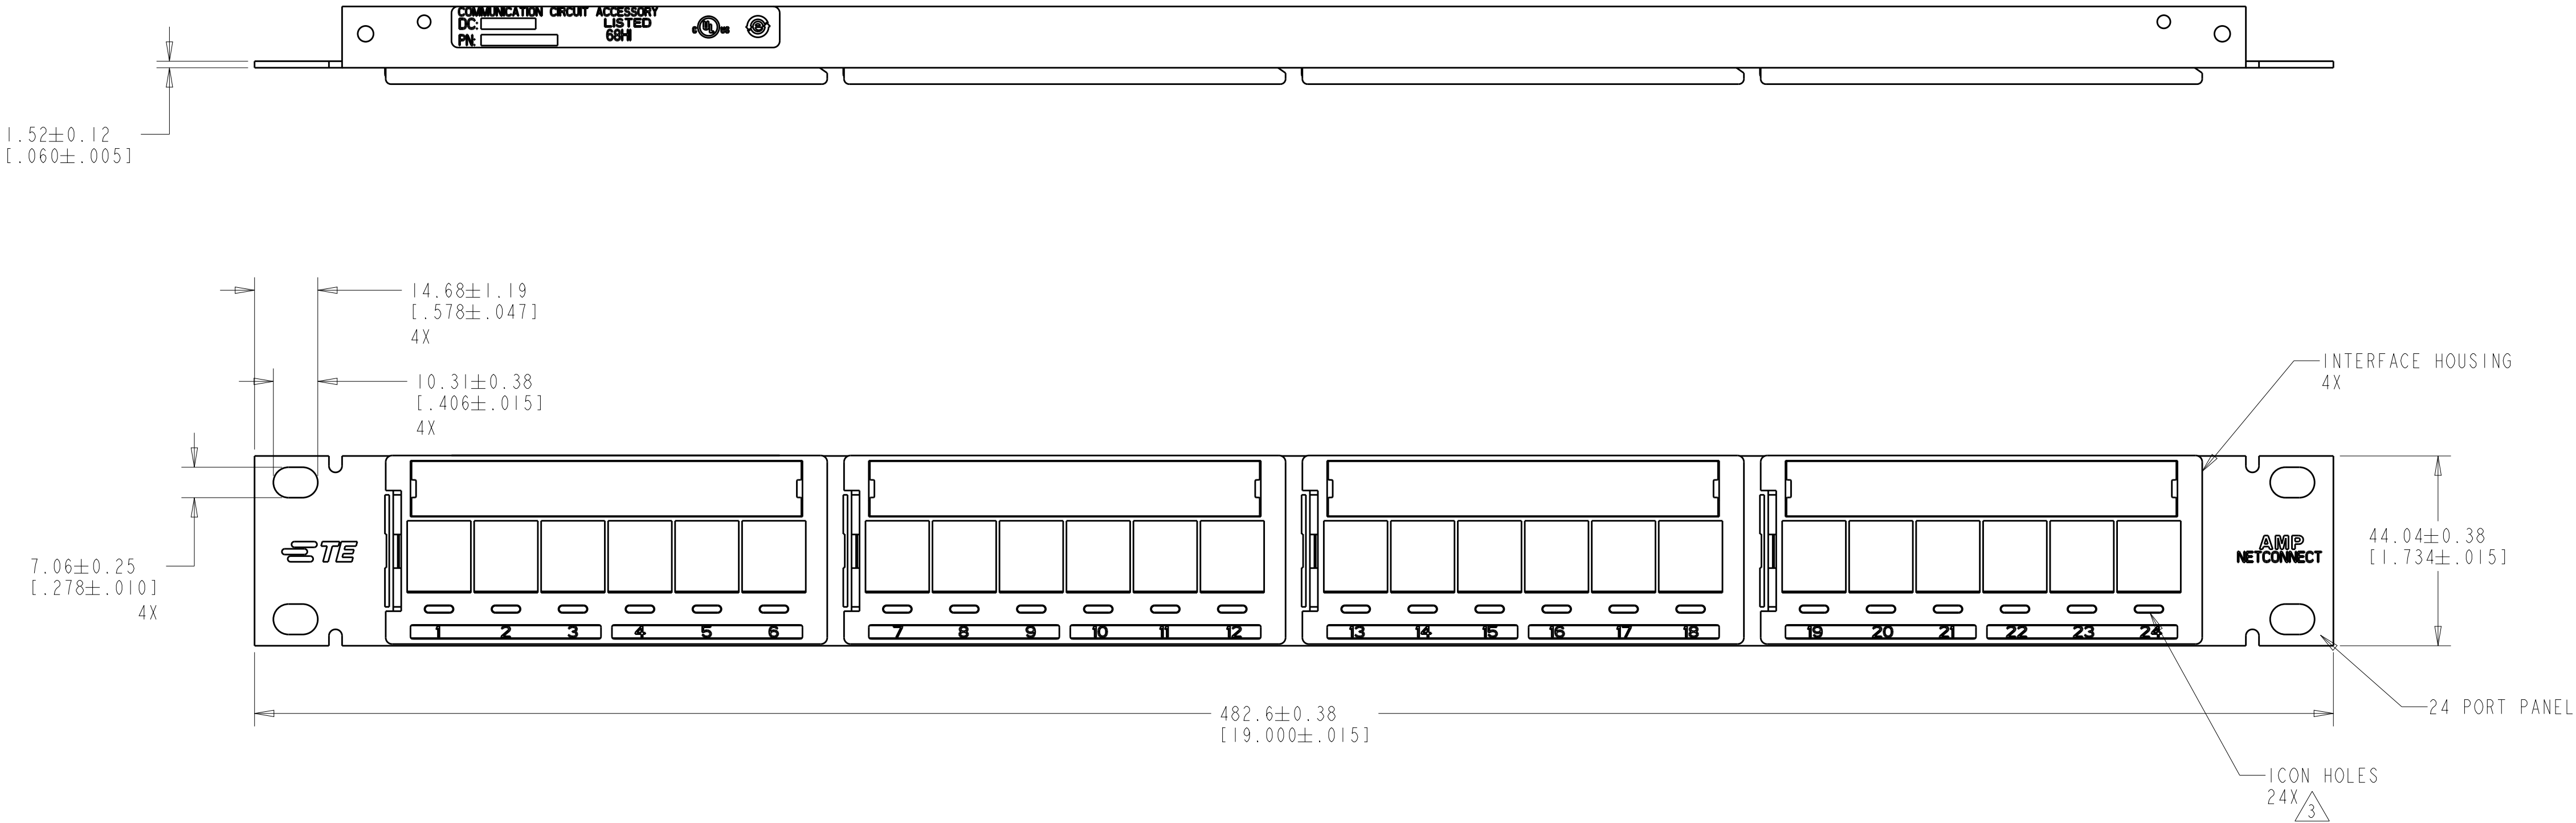 COMMUNICATION CIRCUIT ACCESSORY
DC:
LISTED
PN:
68HI
C UL US
1.52±0.12
[.060±.005]
14.68±1.19
[.578±.047]
4X
10.31±0.38
[.406±.015]
4X
INTERFACE HOUSING
4X
7.06±0.25
[.278±.010]
4X
TE
AMP
NETCONNECT
44.04±0.38
[1.734±.015]
1 2 3 4 5 6 7 8 9 10 11 12 13 14 15 16 17 18 19 20 21 22 23 24
24 PORT PANEL
482.6±0.38
[19.000±.015]
ICON HOLES
24X 3